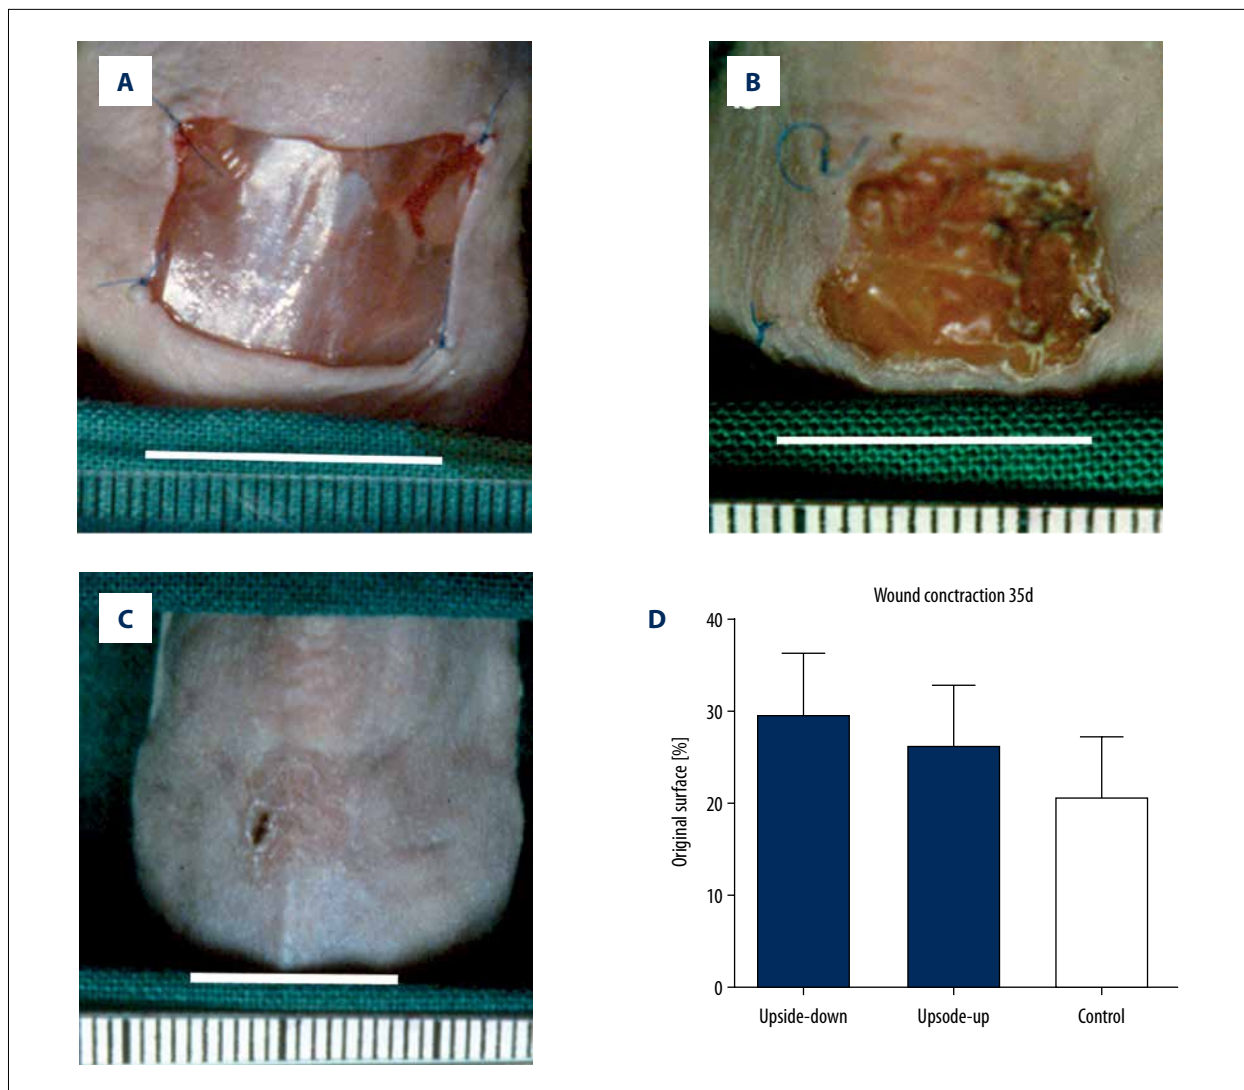 A
B
C
D
Wound conctraction 35d
Original surface [%]
40
30
20
10
0
Upside-down
Upsode-up
Control